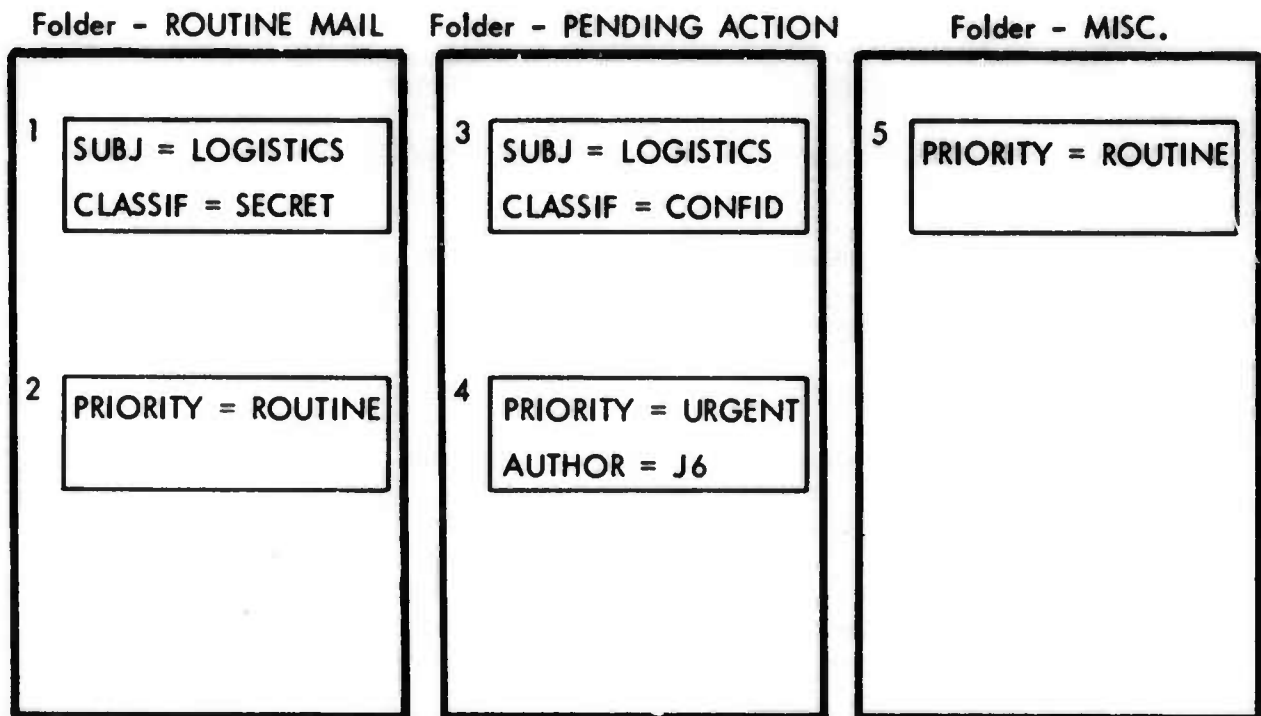 Folder - ROUTINE MAIL
1
SUBJ = LOGISTICS
CLASSIF = SECRET
2
PRIORITY = ROUTINE
Folder - PENDING ACTION
3
SUBJ = LOGISTICS
CLASSIF = CONFID
4
PRIORITY = URGENT
AUTHOR = J6
Folder - MISC.
5
PRIORITY = ROUTINE